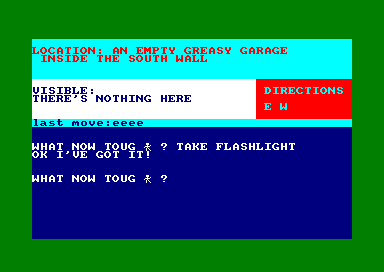 LOCATION: AN EMPTY GREASY GARAGE
INSIDE THE SOUTH WALL
VISIBLE:
THERE'S NOTHING HERE
DIRECTIONS
E W
last move:eeee
WHAT NOW TOUG ? TAKE FLASHLIGHT
OK I'VE GOT IT!
WHAT NOW TOUG ?